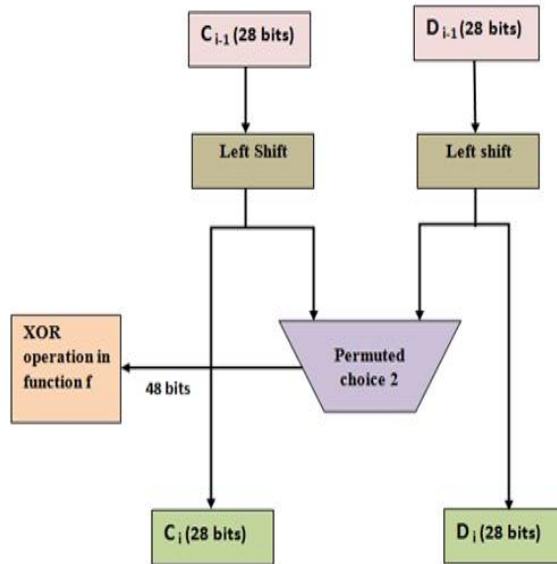 C i-1 (28 bits)
D i-1 (28 bits)
Left Shift
Left shift
XOR
operation in
function f
48 bits
Permuted
choice 2
C i (28 bits)
D i (28 bits)